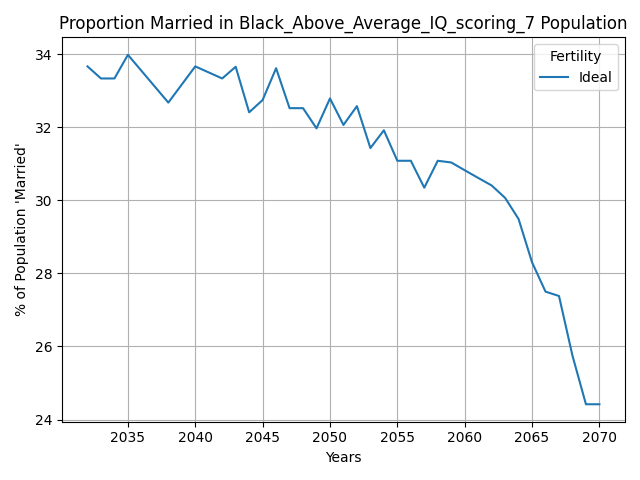 Proportion Married in Black_Above_Average_IQ_scoring_7 Population
Fertility
Ideal
% of Population 'Married'
34
32
30
28
26
24
2035 2040 2045 2050 2055 2060 2065 2070
Years